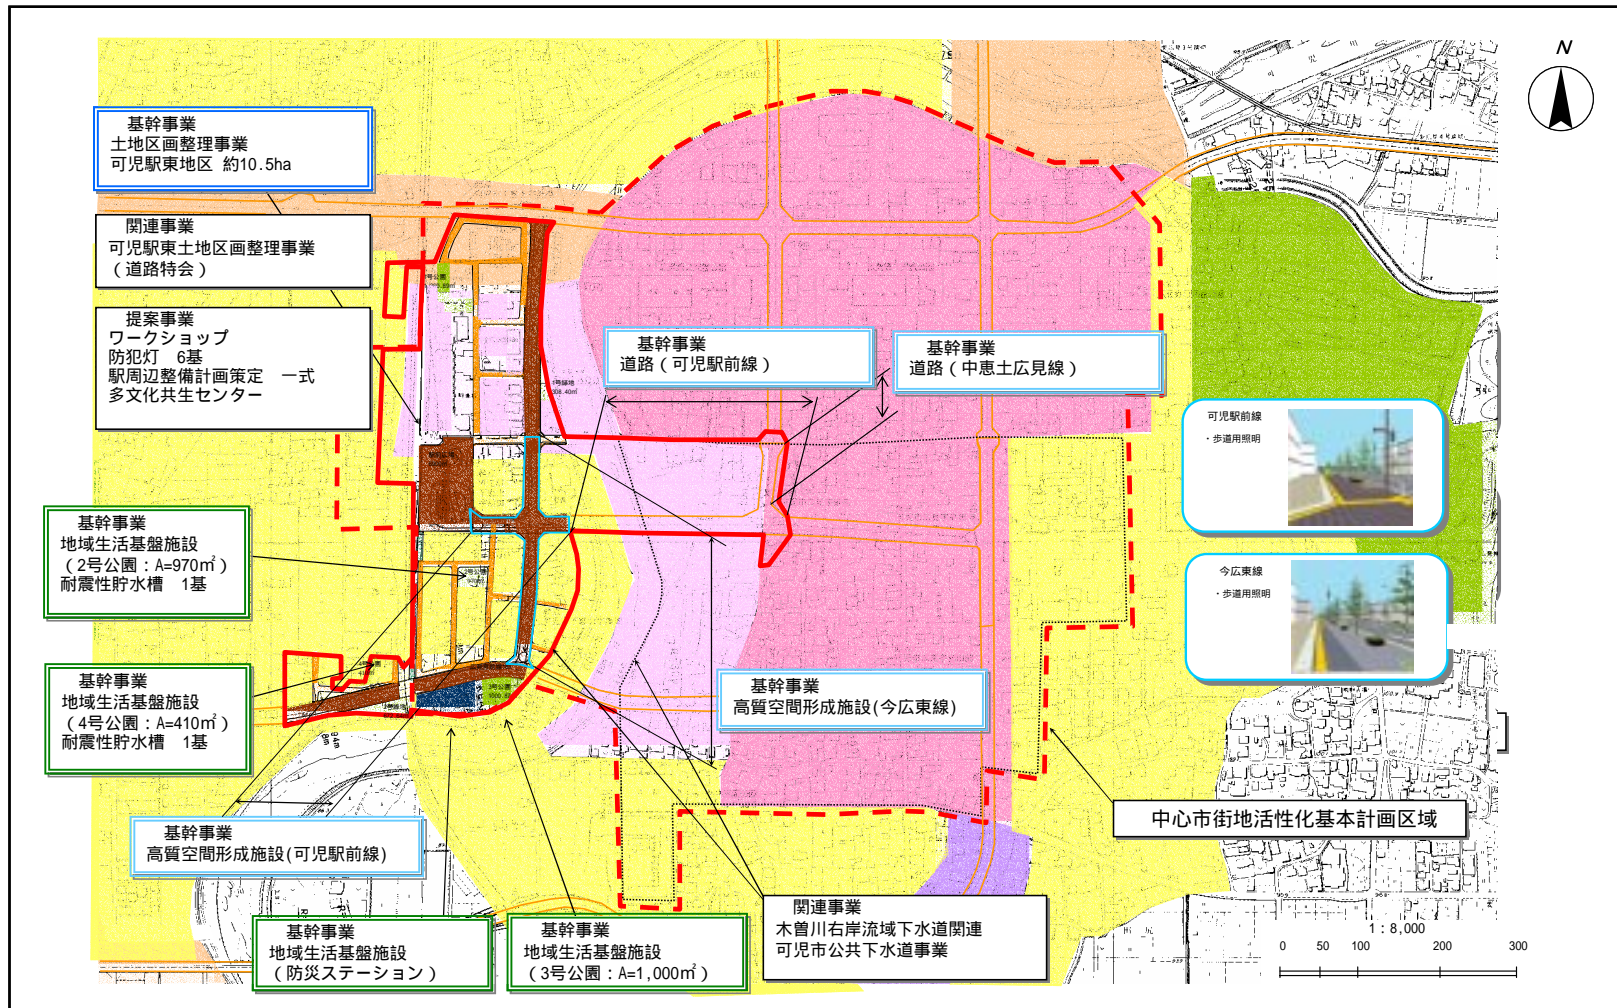 N
基幹事業
土地区画整理事業
可児駅東地区 約10.5ha
関連事業
可児駅東土地区画整理事業
(道路特会)
提案事業
ワークショップ
防犯灯 6基
駅周辺整備計画策定 一式
多文化共生センター
基幹事業
道路(可児駅前線)
基幹事業
道路(中恵土広見線)
可児駅前線
・歩道用照明
今広東線
・歩道用照明
基幹事業
地域生活基盤施設
(2号公園:A=970㎡)
耐震性貯水槽 1基
基幹事業
地域生活基盤施設
(4号公園:A=410㎡)
耐震性貯水槽 1基
基幹事業
高質空間形成施設(今広東線)
中心市街地活性化基本計画区域
基幹事業
高質空間形成施設(可児駅前線)
基幹事業
地域生活基盤施設
(防災ステーション)
基幹事業
地域生活基盤施設
(3号公園:A=1,000㎡)
関連事業
木曽川右岸流域下水道関連
可児市公共下水道事業
1:8,000
0 50 100 200 300